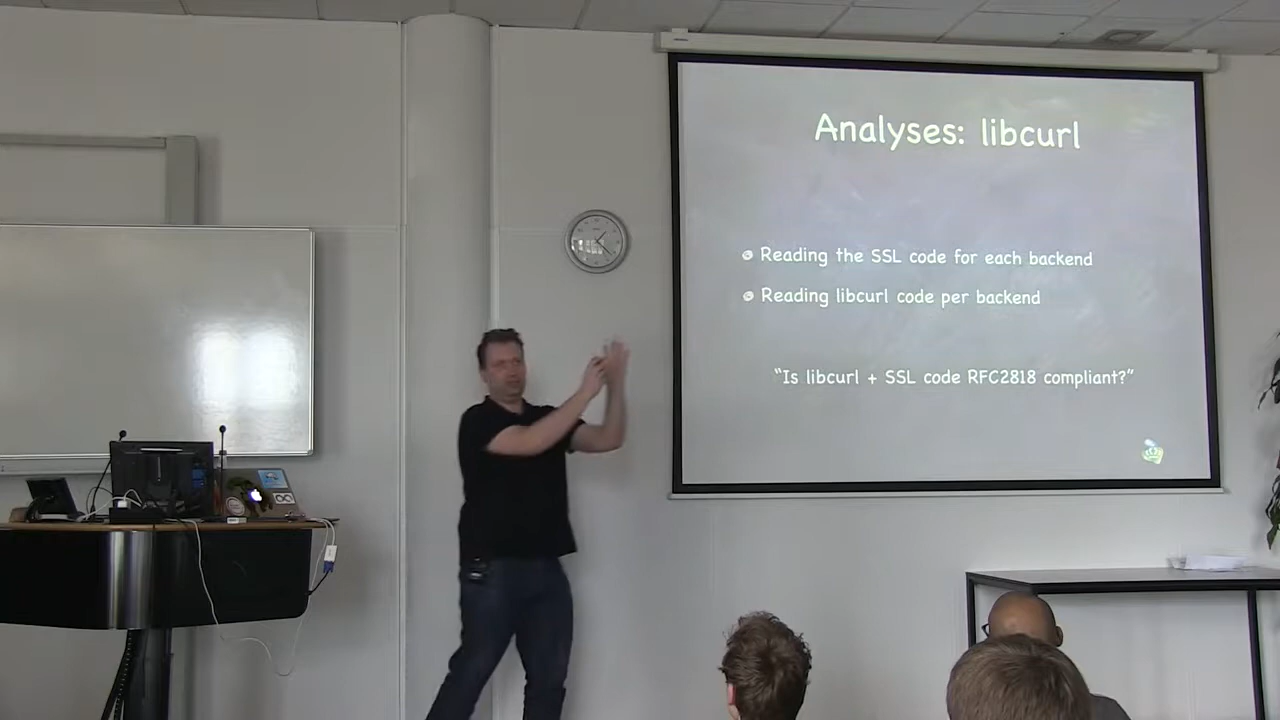 Analyses: libcurl
Reading the SSL code for each backend
Reading libcurl code per backend
“Is libcurl + SSL code RFC2818 compliant?”